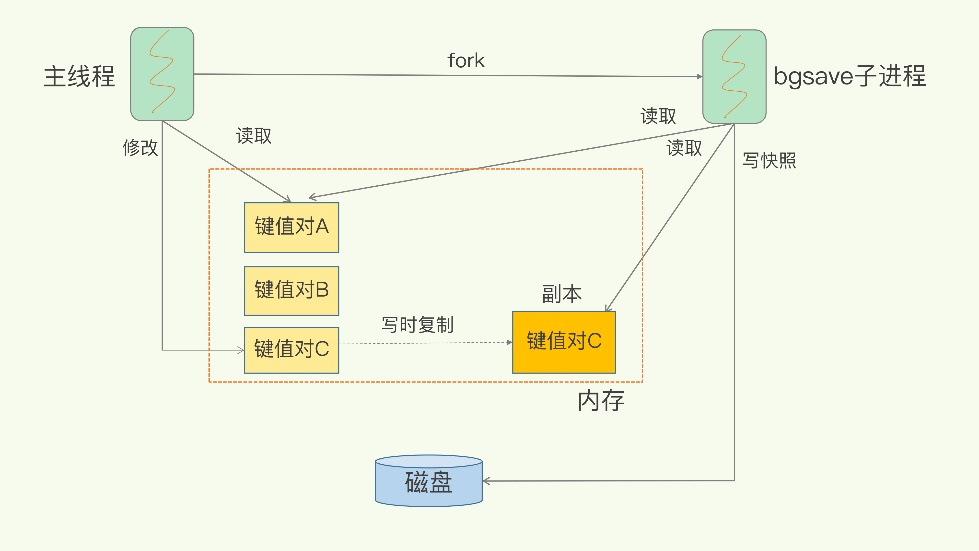 fork
主线程
bgsave子进程
读取
修改
读取
读取
写快照
键值对A
键值对B
副本
写时复制
键值对C
键值对C
内存
磁盘